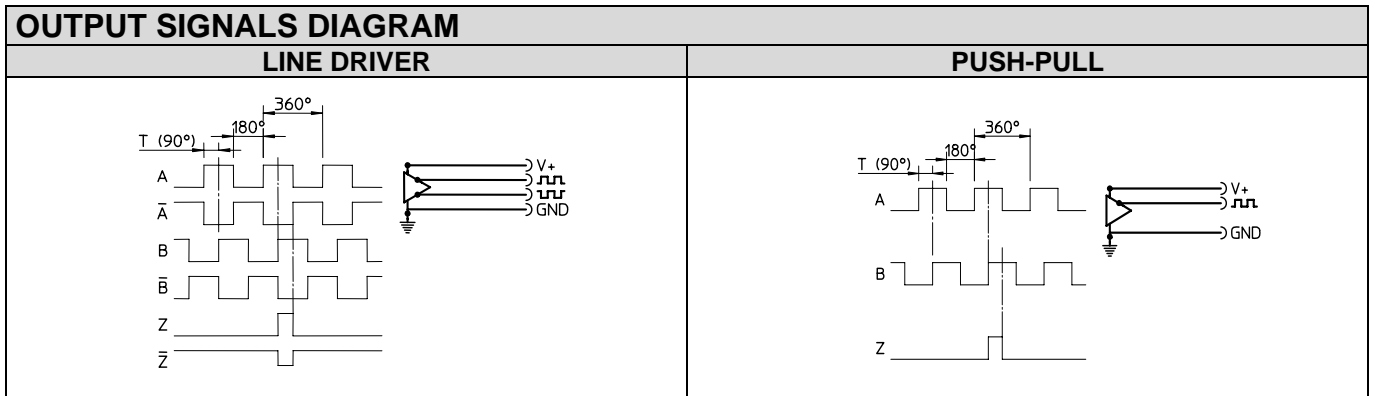 OUTPUT SIGNALS DIAGRAM
LINE DRIVER
PUSH-PULL
360°
180°
T (90°)
A
A̅
B
B̅
Z
Z̅
V+
GND
360°
180°
T (90°)
A
B
Z
V+
GND